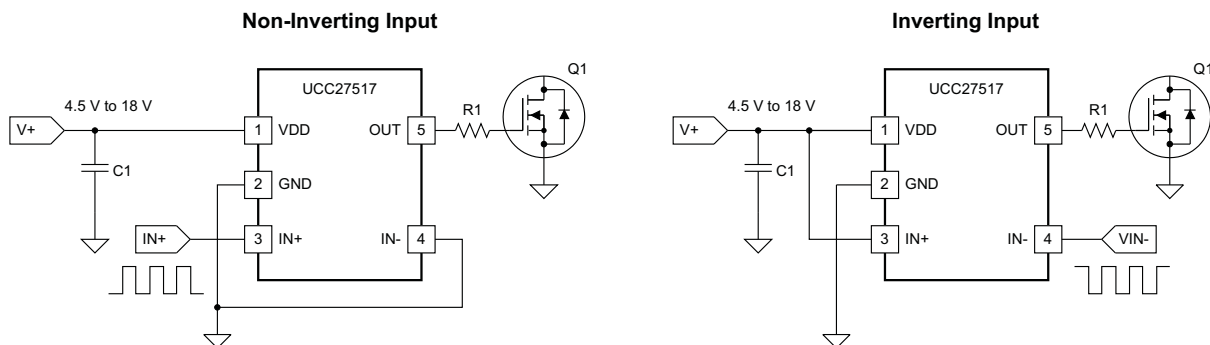 Non-Inverting Input
Q1
UCC27517
4.5 V to 18 V
R1
V+
1
VDD
OUT
5
C1
2
GND
IN+
3
IN+
IN-
4
Inverting Input
Q1
UCC27517
4.5 V to 18 V
R1
V+
1
VDD
OUT
5
C1
2
GND
3
IN+
IN-
4
VIN-